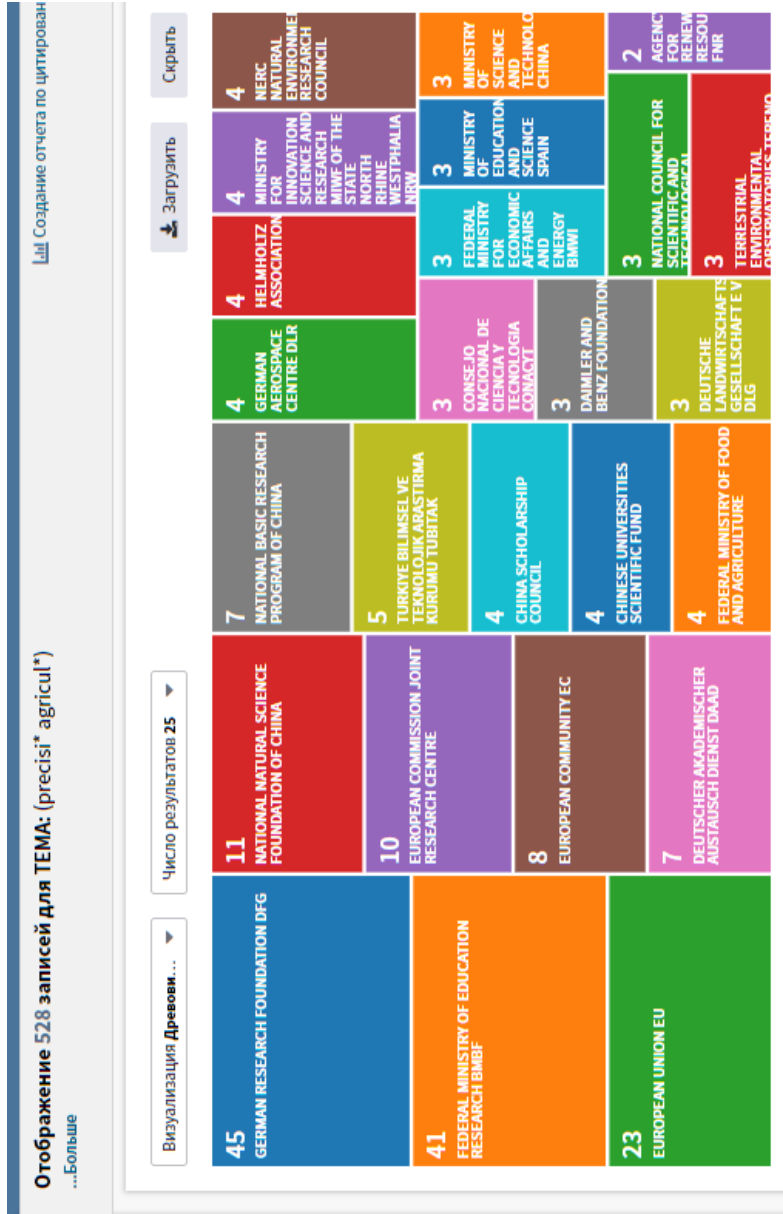 Отображение 528 записей для ТЕМА: (precisi* agricul*)
...Больше
Создание отчета по цитирован
Визуализация Древови...
Число результатов 25
Загрузить
Скрыть
45
GERMAN RESEARCH FOUNDATION DFG
41
FEDERAL MINISTRY OF EDUCATION
RESEARCH BMBF
23
EUROPEAN UNION EU
11
NATIONAL NATURAL SCIENCE
FOUNDATION OF CHINA
10
EUROPEAN COMMISSION JOINT
RESEARCH CENTRE
8
EUROPEAN COMMUNITY EC
7
DEUTSCHER AKADEMISCHER
AUSTAUSCH DIENST DAAD
7
NATIONAL BASIC RESEARCH
PROGRAM OF CHINA
5
TURKIYE BILIMSEL VE
TEKNOLOJIK ARASTIRMA
KURUMU TUBITAK
4
CHINA SCHOLARSHIP
COUNCIL
4
CHINESE UNIVERSITIES
SCIENTIFIC FUND
4
FEDERAL MINISTRY OF FOOD
AND AGRICULTURE
4
GERMAN
AEROSPACE
CENTRE DLR
4
HELMHOLTZ
ASSOCIATION
4
MINISTRY
FOR
INNOVATION
SCIENCE AND
RESEARCH
MIWF OF THE
STATE
NORTH
RHINE
WESTPHALIA
NRW
4
NERC
NATURAL
ENVIRONME
RESEARCH
COUNCIL
3
CONSEJO
NACIONAL DE
CIENCIA Y
TECNOLOGIA
CONACYT
3
DAIMLER AND
BENZ FOUNDATION
3
DEUTSCHE
LANDWIRTSCHAFTS
GESELLSCHAFT E V
DLG
3
FEDERAL
MINISTRY
FOR
ECONOMIC
AFFAIRS
AND
ENERGY
BMWI
3
MINISTRY
OF
EDUCATION
AND
SCIENCE
SPAIN
3
MINISTRY
OF
SCIENCE
AND
TECHNOLO
CHINA
3
NATIONAL COUNCIL FOR
SCIENTIFIC AND
TECHNOLOGICAL
3
TERRESTRIAL
ENVIRONMENTAL
OBSERVATORIES TERENO
2
AGENC
FOR
RENEW
RESOU
FNR